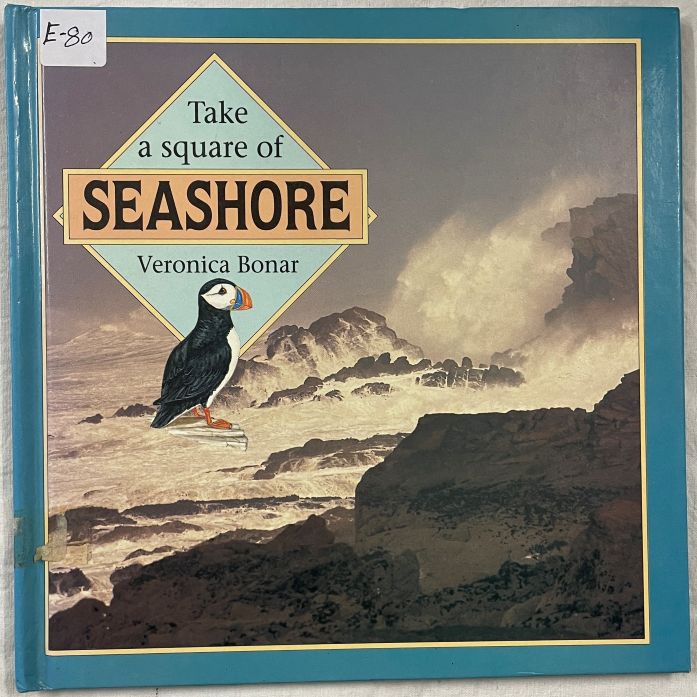 E-80
Take
a square of
SEASHORE
Veronica Bonar